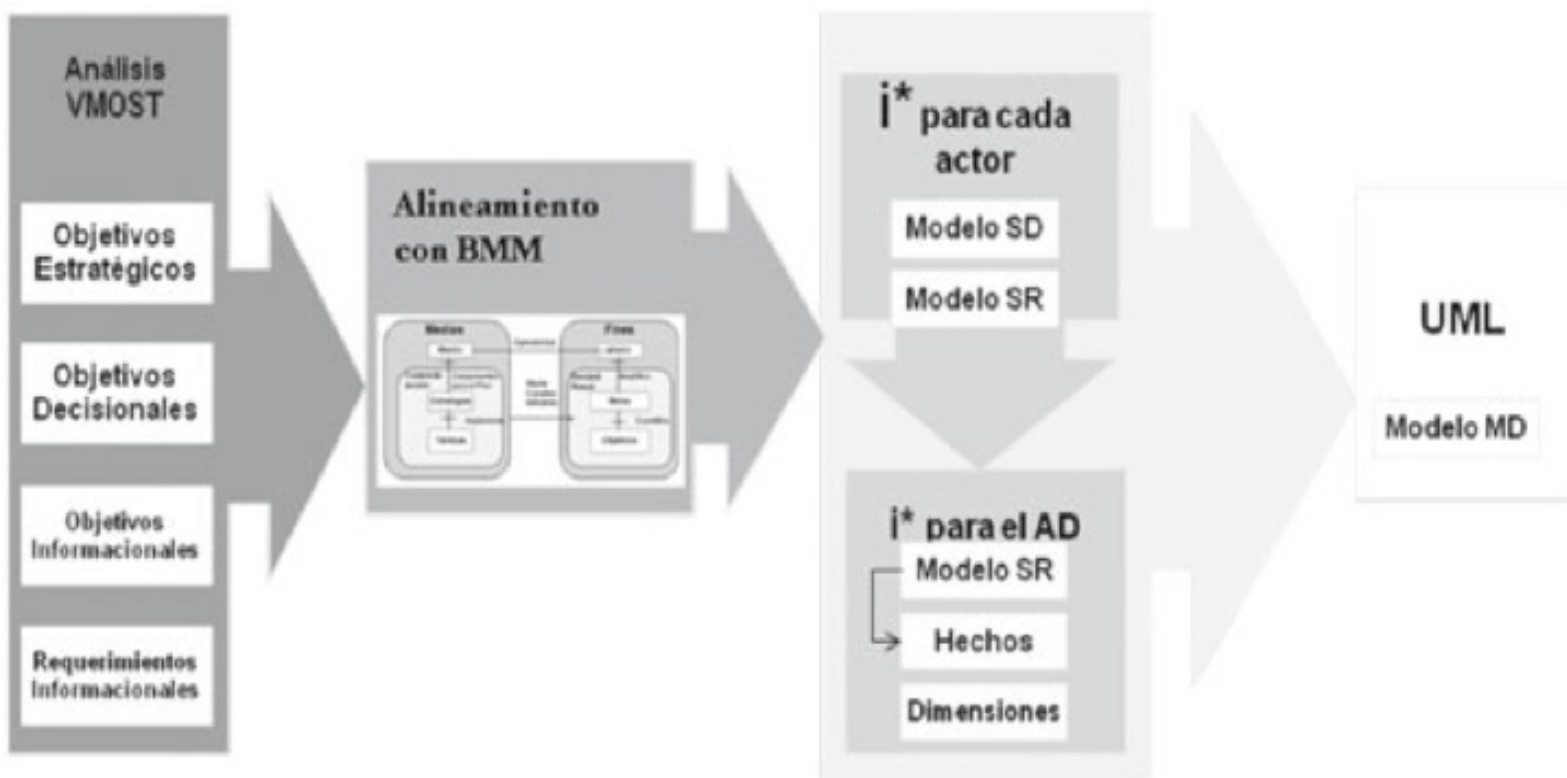 Análisis
VMOST
Objetivos
Estratégicos
Objetivos
Decisionales
Objetivos
Informacionales
Requerimientos
Informacionales
Alineamiento
con BMM
Medios
Fines
i* para cada
actor
Modelo SD
Modelo SR
i* para el AD
Modelo SR
Hechos
Dimensiones
UML
Modelo MD